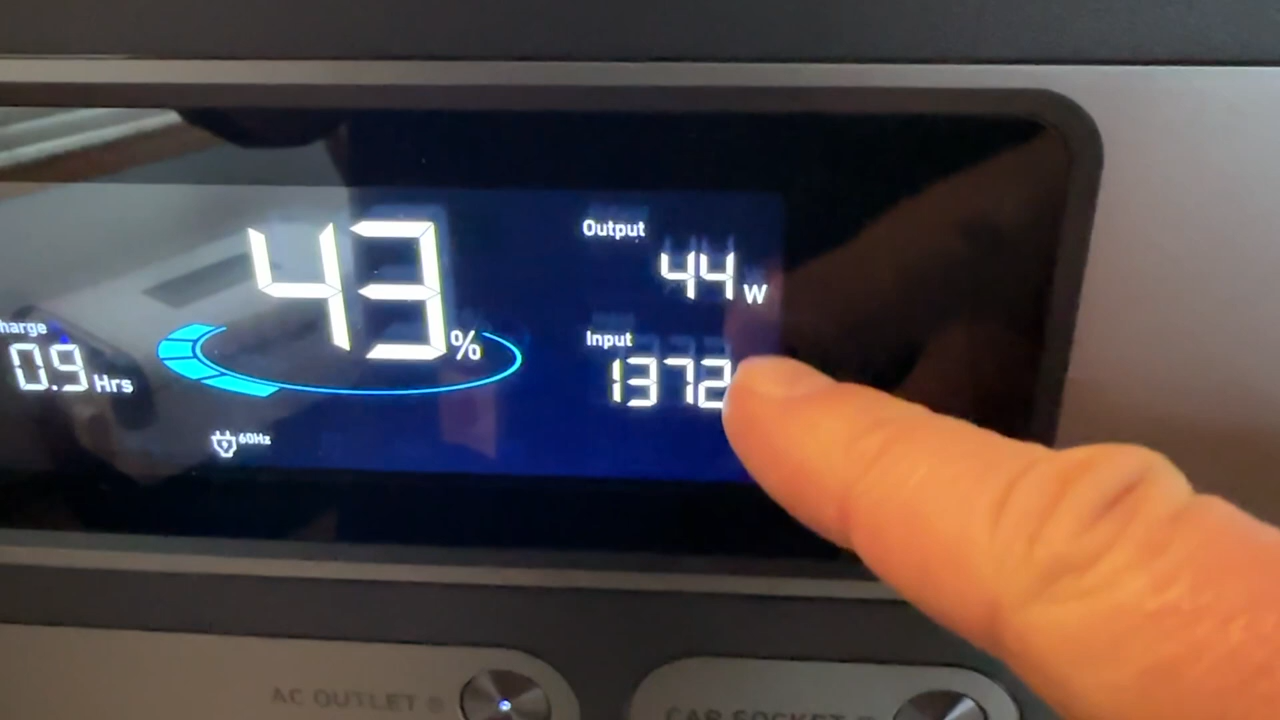 43%
Output
44 W
harge
0.9 Hrs
Input
1372
60Hz
AC OUTLET
CAR SOCKET